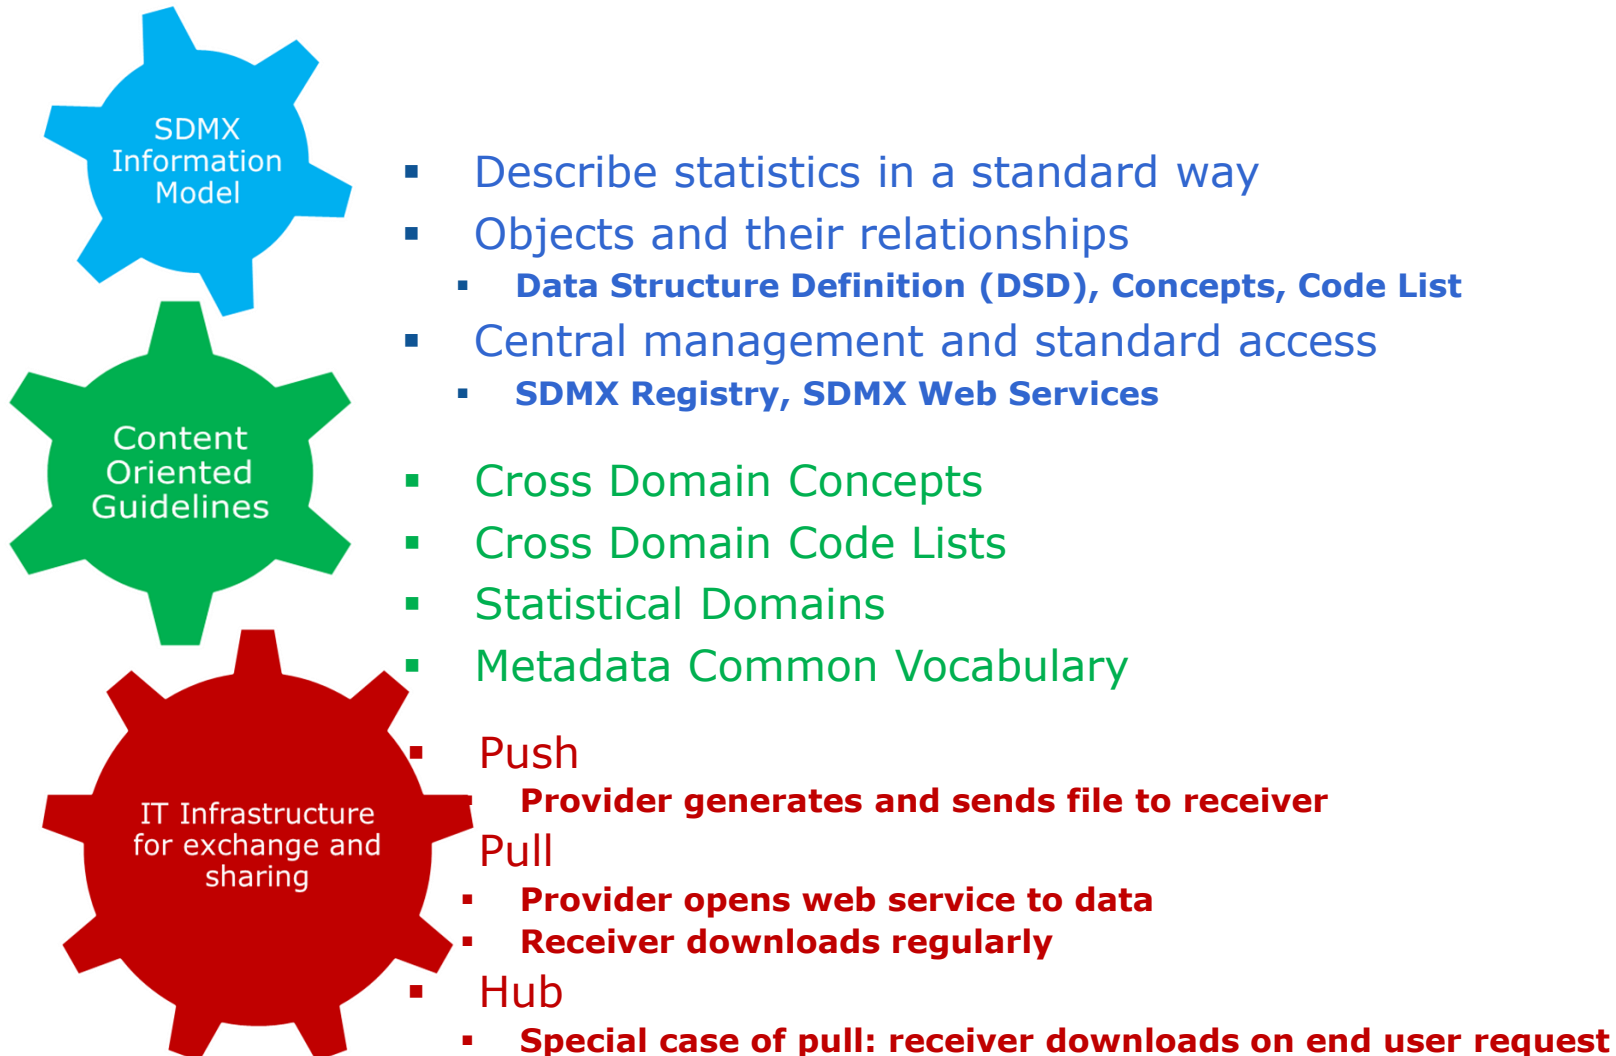 SDMX
Information
Model
Describe statistics in a standard way
Objects and their relationships
Data Structure Definition (DSD), Concepts, Code List
Central management and standard access
SDMX Registry, SDMX Web Services
Content
Oriented
Guidelines
Cross Domain Concepts
Cross Domain Code Lists
Statistical Domains
Metadata Common Vocabulary
IT Infrastructure
for exchange and
sharing
Push
Provider generates and sends file to receiver
Pull
Provider opens web service to data
Receiver downloads regularly
Hub
Special case of pull: receiver downloads on end user request